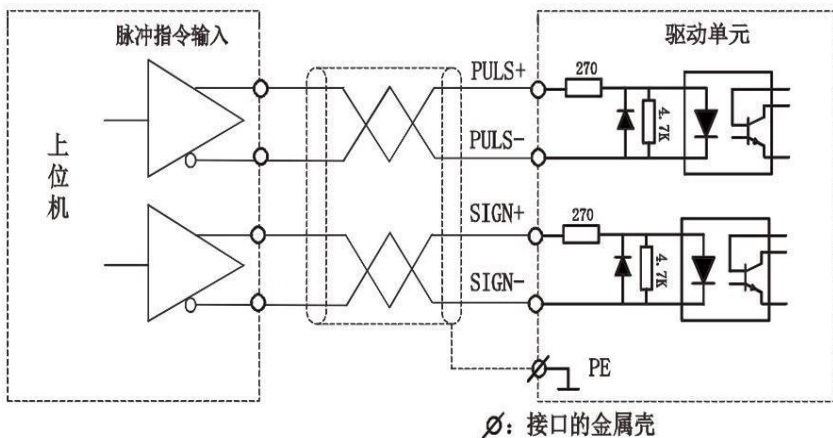 脉冲指令输入
驱动单元
上位机
PULS+
270
4.7K
PULS-
SIGN+
270
4.7K
SIGN-
PE
Ø：接口的金属壳